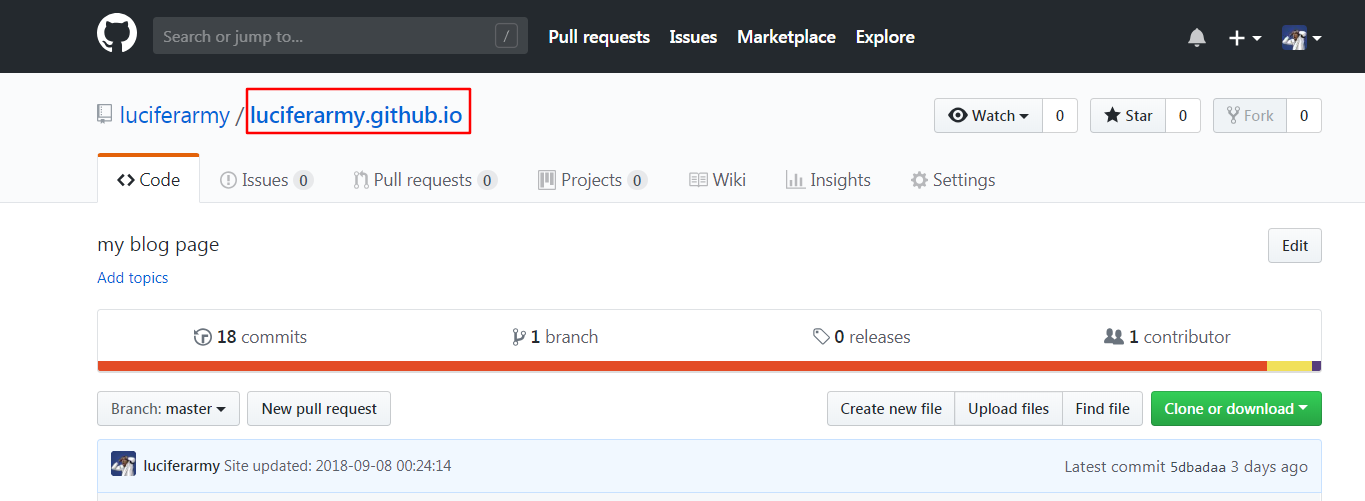 Search or jump to... / Pull requests Issues Marketplace Explore
luciferarmy / luciferarmy.github.io Watch 0 Star 0 Fork 0
Code Issues 0 Pull requests 0 Projects 0 Wiki Insights Settings
my blog page Edit
Add topics
18 commits 1 branch 0 releases 1 contributor
Branch: master New pull request Create new file Upload files Find file Clone or download
luciferarmy Site updated: 2018-09-08 00:24:14 Latest commit 5dbadaa 3 days ago